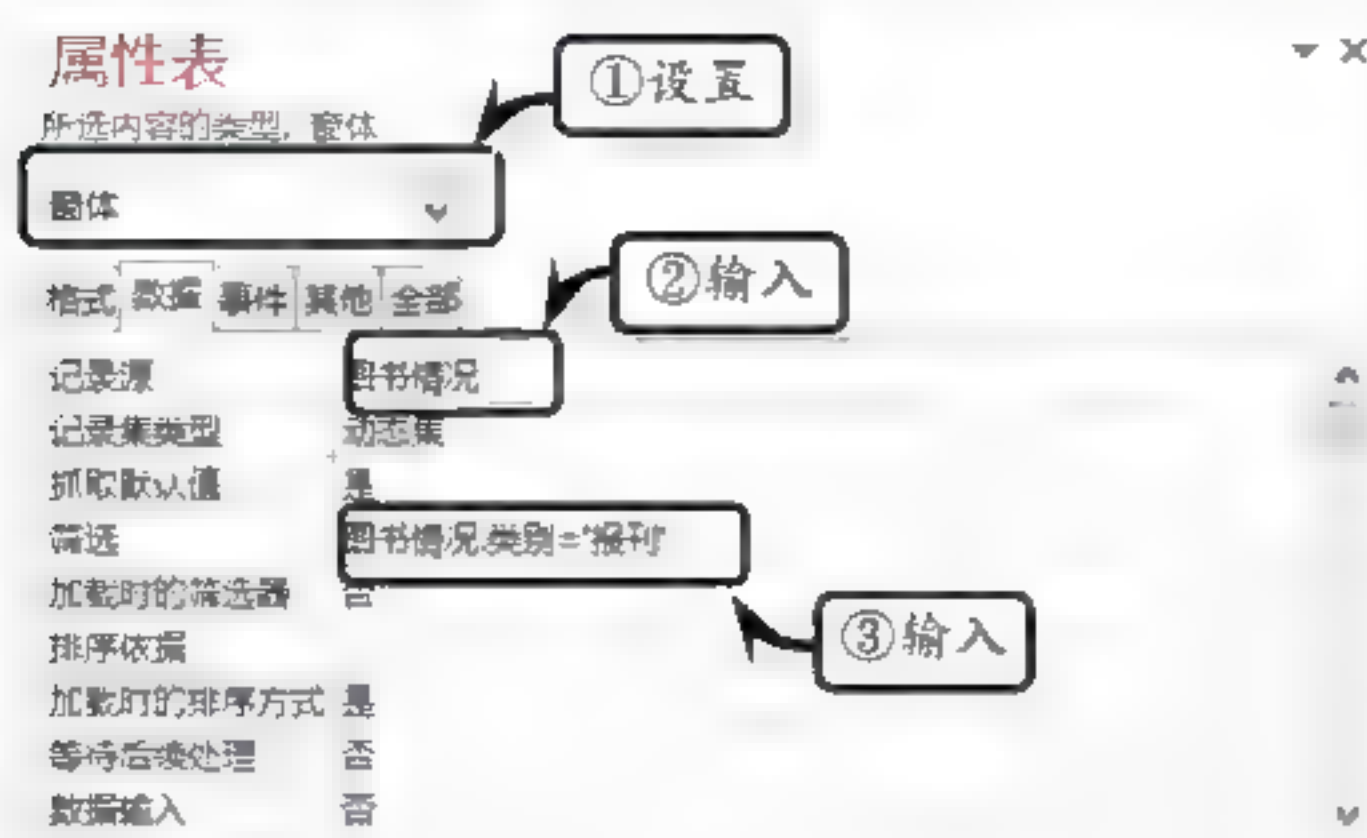 属性表
①设置
所选内容的类型: 窗体
窗体
②输入
格式 数据 事件 其他 全部
记录源 图书情况
记录集类型 动态集
抓取默认值 是
筛选 图书情况.类别="报刊"
加载时的筛选器 否
③输入
排序依据
加载时的排序方式 是
等待后续处理 否
数据输入 否